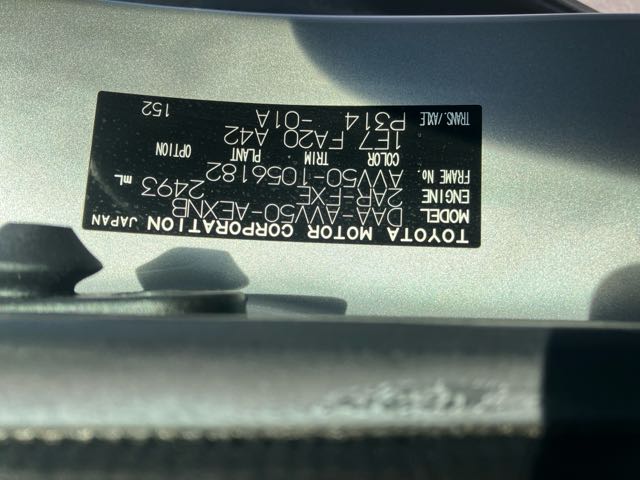 TOYOTA MOTOR CORPORATION JAPAN
MODEL DAA-AVV50-AEXNB
ENGINE 2AR-FXE 2493 mL
FRAME No. AVV50-1056182
COLOR TRIM PLANT OPTION
1E7 FA20 A42
TRANS./AXLE P314 -01A 152